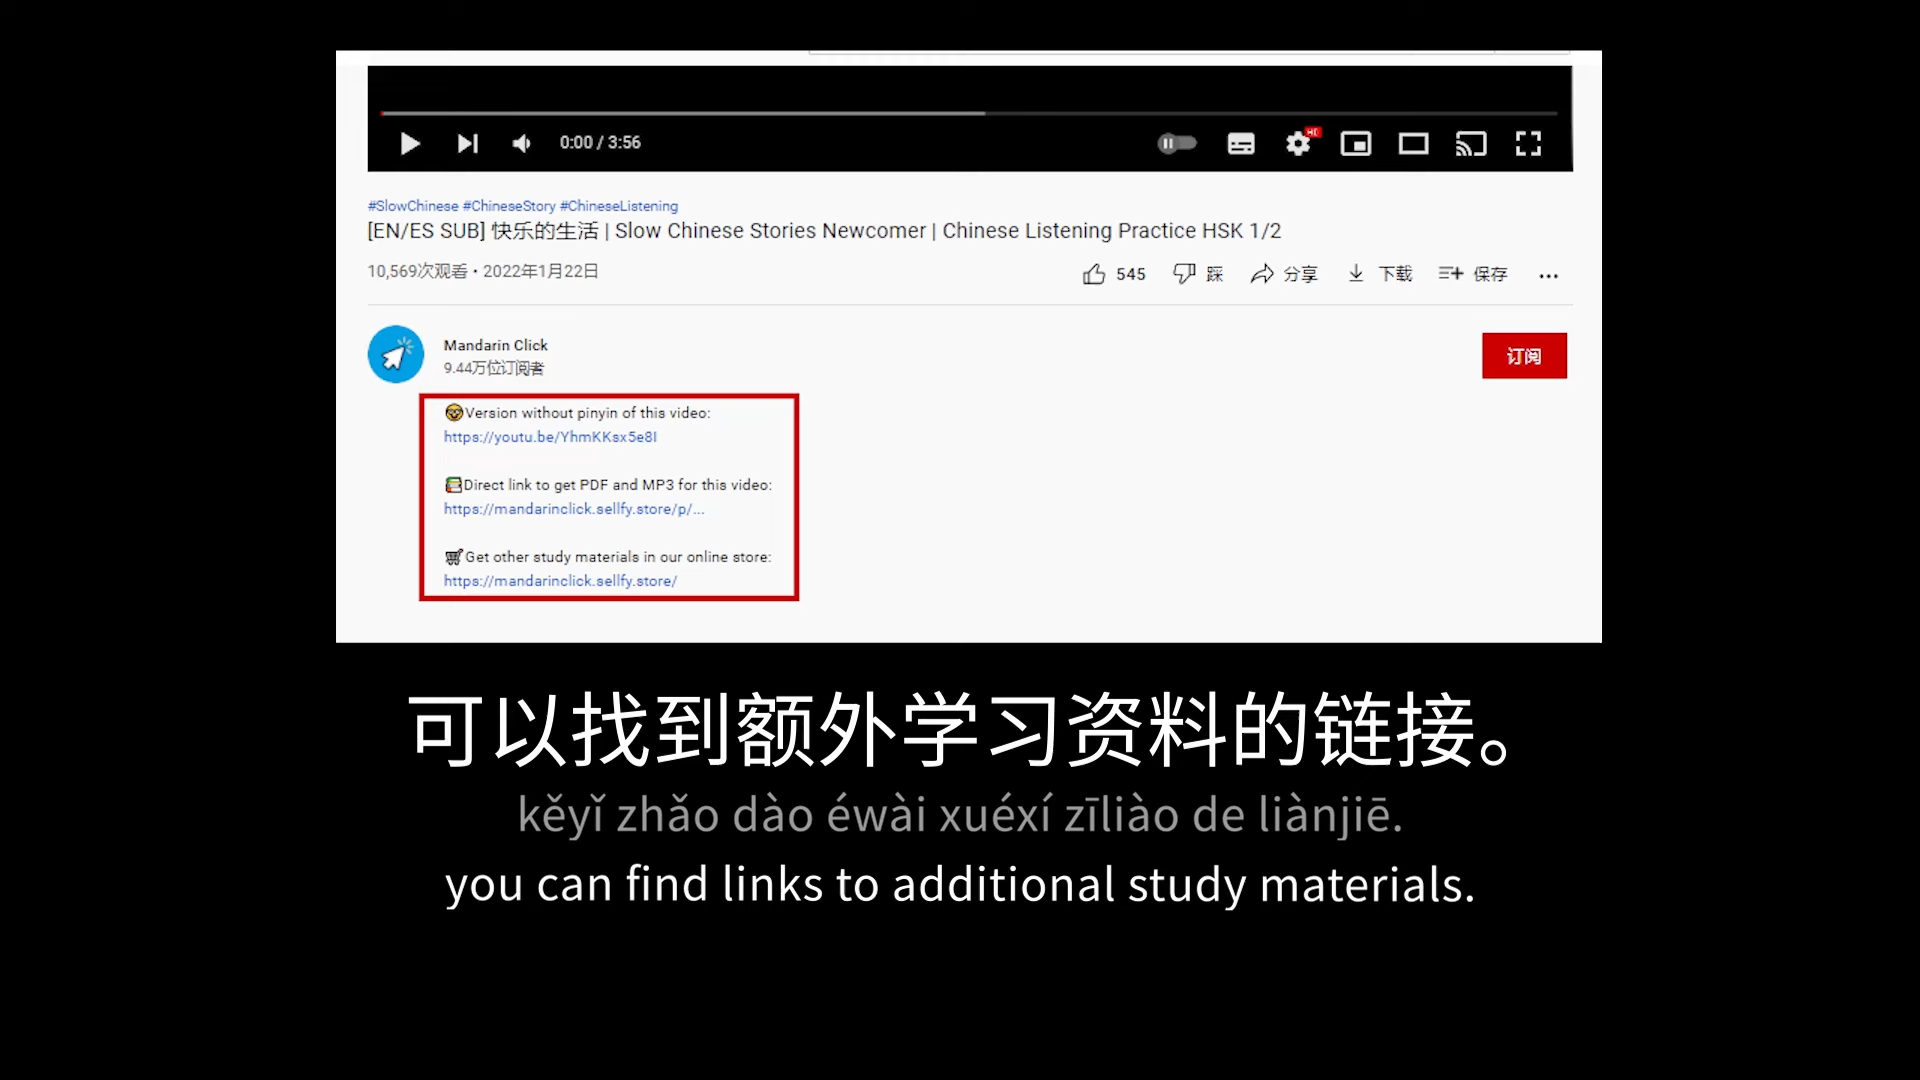 0:00 / 3:56
HD
#SlowChinese #ChineseStory #ChineseListening
[EN/ES SUB] 快乐的生活 | Slow Chinese Stories Newcomer | Chinese Listening Practice HSK 1/2
10,569次观看 • 2022年1月22日
545 踩 分享 下载 保存
Mandarin Click
9.44万位订阅者
订阅
Version without pinyin of this video:
https://youtu.be/YhmKKsx5e8I
Direct link to get PDF and MP3 for this video:
https://mandarinclick.sellfy.store/p/...
Get other study materials in our online store:
https://mandarinclick.sellfy.store/
可以找到额外学习资料的链接。
kěyǐ zhǎo dào éwài xuéxí zīliào de liànjiē.
you can find links to additional study materials.